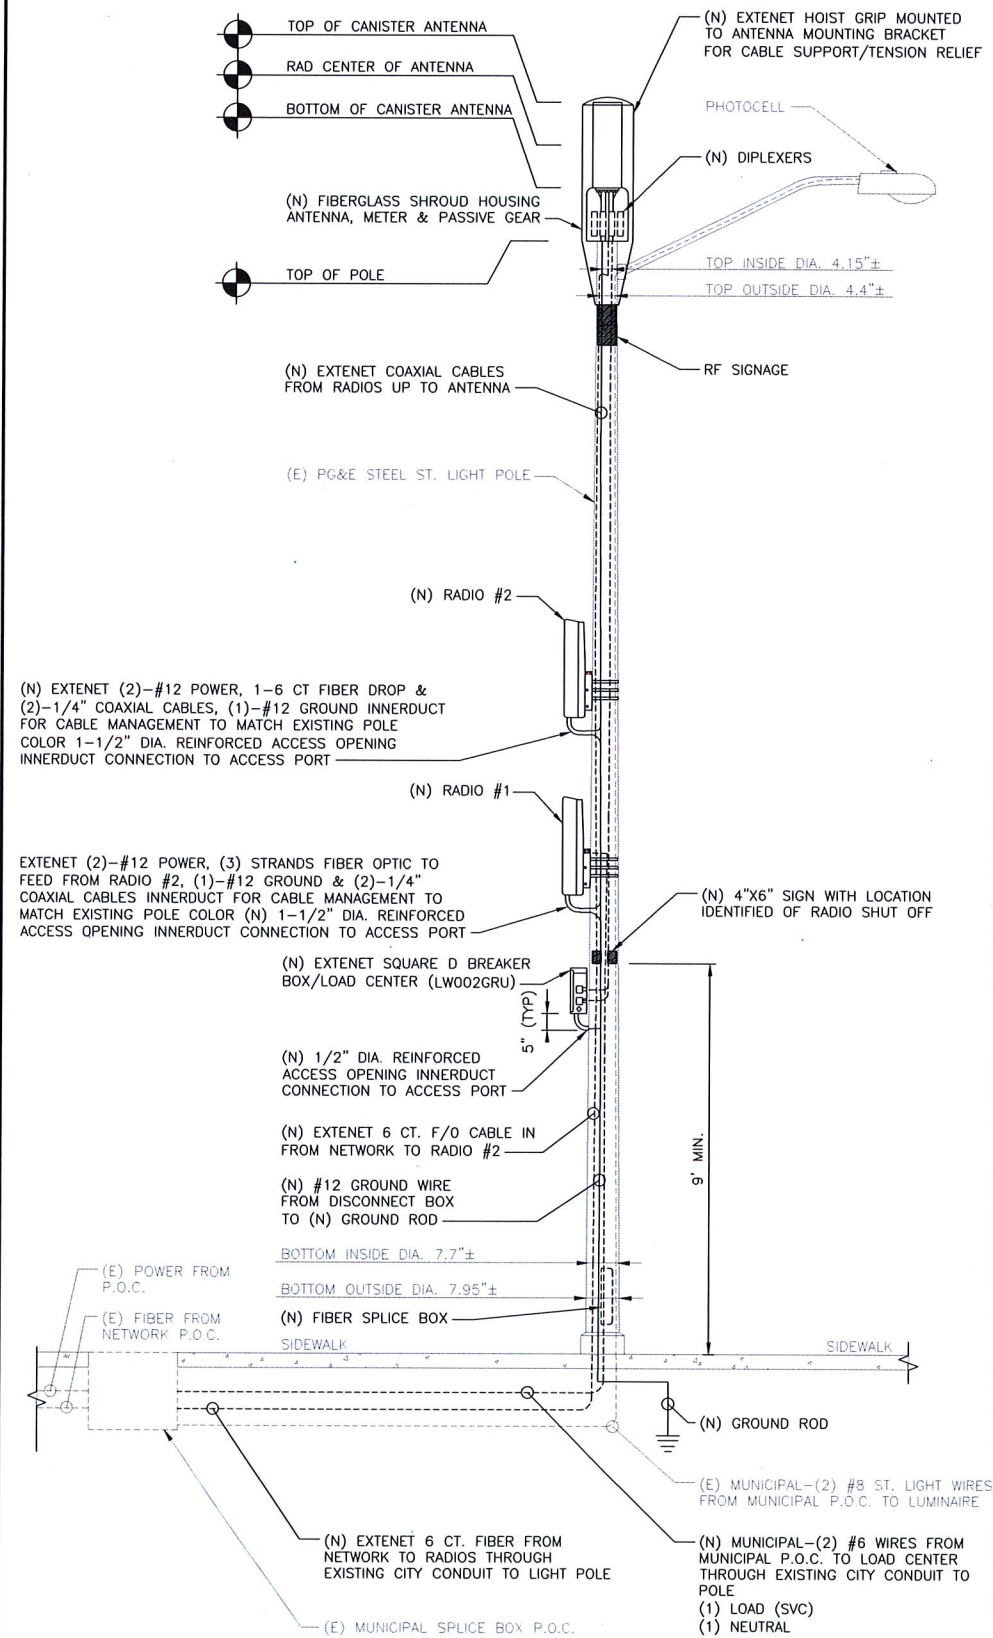 TOP OF CANISTER ANTENNA
RAD CENTER OF ANTENNA
BOTTOM OF CANISTER ANTENNA
(N) EXTENET HOIST GRIP MOUNTED
TO ANTENNA MOUNTING BRACKET
FOR CABLE SUPPORT/TENSION RELIEF
PHOTOCELL
(N) DIPLEXERS
(N) FIBERGLASS SHROUD HOUSING
ANTENNA, METER & PASSIVE GEAR
TOP OF POLE
TOP INSIDE DIA. 4.15"±
TOP OUTSIDE DIA. 4.4"±
RF SIGNAGE
(N) EXTENET COAXIAL CABLES
FROM RADIOS UP TO ANTENNA
(E) PG&E STEEL ST. LIGHT POLE
(N) RADIO #2
(N) EXTENET (2)-#12 POWER, 1-6 CT FIBER DROP &
(2)-1/4" COAXIAL CABLES, (1)-#12 GROUND INNERDUCT
FOR CABLE MANAGEMENT TO MATCH EXISTING POLE
COLOR 1-1/2" DIA. REINFORCED ACCESS OPENING
INNERDUCT CONNECTION TO ACCESS PORT
(N) RADIO #1
EXTENET (2)-#12 POWER, (3) STRANDS FIBER OPTIC TO
FEED FROM RADIO #2, (1)-#12 GROUND & (2)-1/4"
COAXIAL CABLES INNERDUCT FOR CABLE MANAGEMENT TO
MATCH EXISTING POLE COLOR (N) 1-1/2" DIA. REINFORCED
ACCESS OPENING INNERDUCT CONNECTION TO ACCESS PORT
(N) 4"X6" SIGN WITH LOCATION
IDENTIFIED OF RADIO SHUT OFF
(N) EXTENET SQUARE D BREAKER
BOX/LOAD CENTER (LW002GRU)
5" (TYP)
(N) 1/2" DIA. REINFORCED
ACCESS OPENING INNERDUCT
CONNECTION TO ACCESS PORT
(N) EXTENET 6 CT. F/O CABLE IN
FROM NETWORK TO RADIO #2
9' MIN.
(N) #12 GROUND WIRE
FROM DISCONNECT BOX
TO (N) GROUND ROD
BOTTOM INSIDE DIA. 7.7"±
(E) POWER FROM
P.O.C.
BOTTOM OUTSIDE DIA. 7.95"±
(E) FIBER FROM
NETWORK P.O.C.
(N) FIBER SPLICE BOX
SIDEWALK
SIDEWALK
(N) GROUND ROD
(E) MUNICIPAL-(2) #8 ST. LIGHT WIRES
FROM MUNICIPAL P.O.C. TO LUMINAIRE
(N) EXTENET 6 CT. FIBER FROM
NETWORK TO RADIOS THROUGH
EXISTING CITY CONDUIT TO LIGHT POLE
(N) MUNICIPAL-(2) #6 WIRES FROM
MUNICIPAL P.O.C. TO LOAD CENTER
THROUGH EXISTING CITY CONDUIT TO
POLE
(1) LOAD (SVC)
(1) NEUTRAL
(E) MUNICIPAL SPLICE BOX P.O.C.